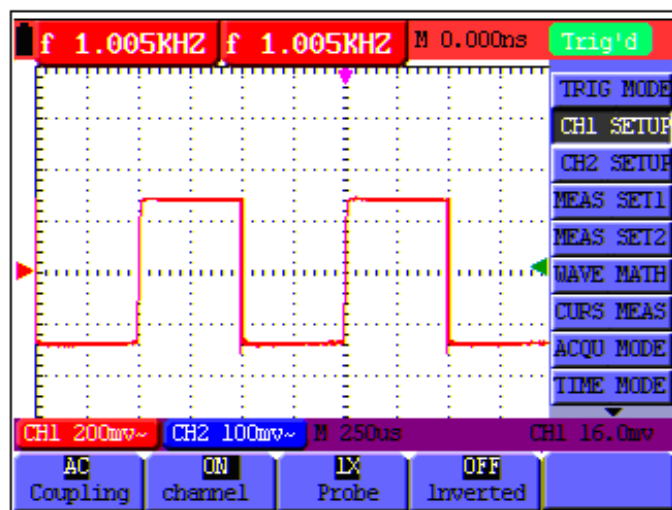 f 1.005KHZ f 1.005KHZ M 0.000ns Trig'd
TRIG MODE
CH1 SETUP
CH2 SETUP
MEAS SET1
MEAS SET2
WAVE MATH
CURS MEAS
ACQU MODE
TIME MODE
CH1 200mv~ CH2 100mv~ M 250us CH1 16.0mv
AC ON 1X OFF
Coupling channel Probe Inverted